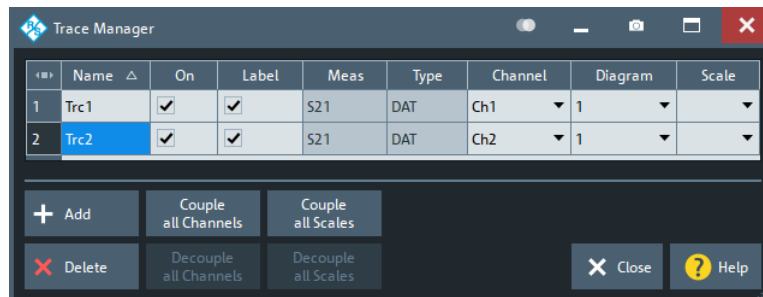 R&S Trace Manager
Name On Label Meas Type Channel Diagram Scale
1 Trc1 S21 DAT Ch1 1
2 Trc2 S21 DAT Ch2 1
Add
Couple
all Channels
Couple
all Scales
Delete
Decouple
all Channels
Decouple
all Scales
Close
? Help